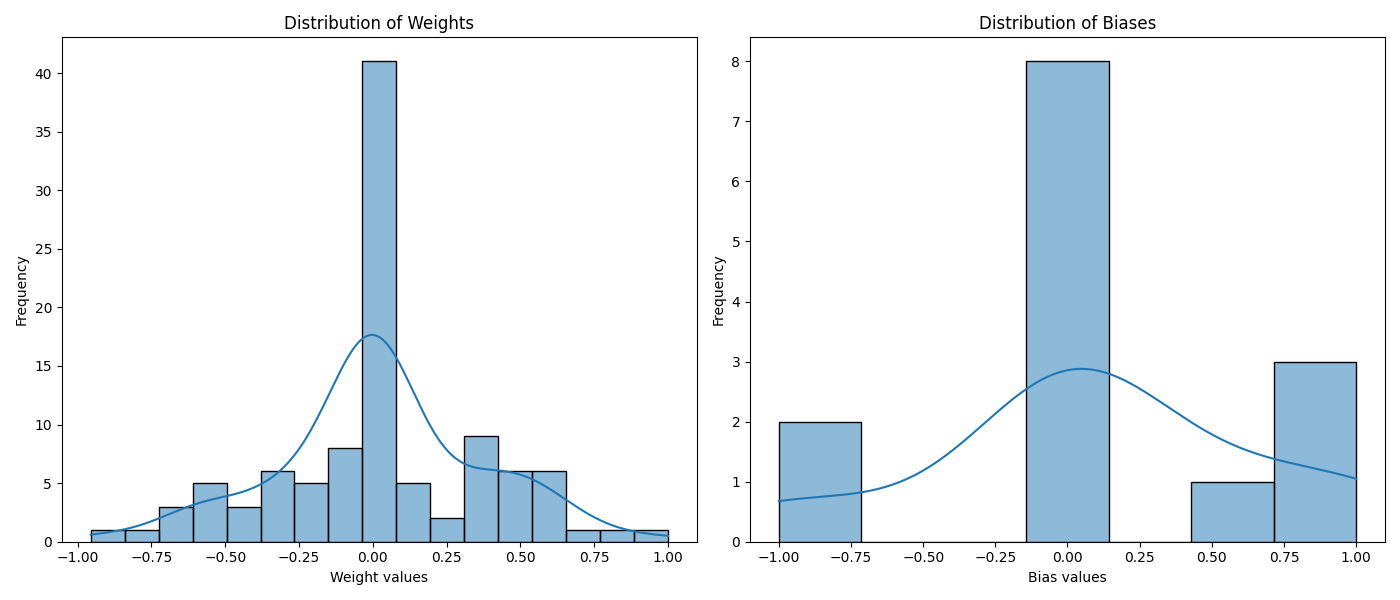 Distribution of Weights
Frequency
40
35
30
25
20
15
10
5
0
−1.00 −0.75 −0.50 −0.25 0.00 0.25 0.50 0.75 1.00
Weight values
Distribution of Biases
Frequency
8
7
6
5
4
3
2
1
0
−1.00 −0.75 −0.50 −0.25 0.00 0.25 0.50 0.75 1.00
Bias values